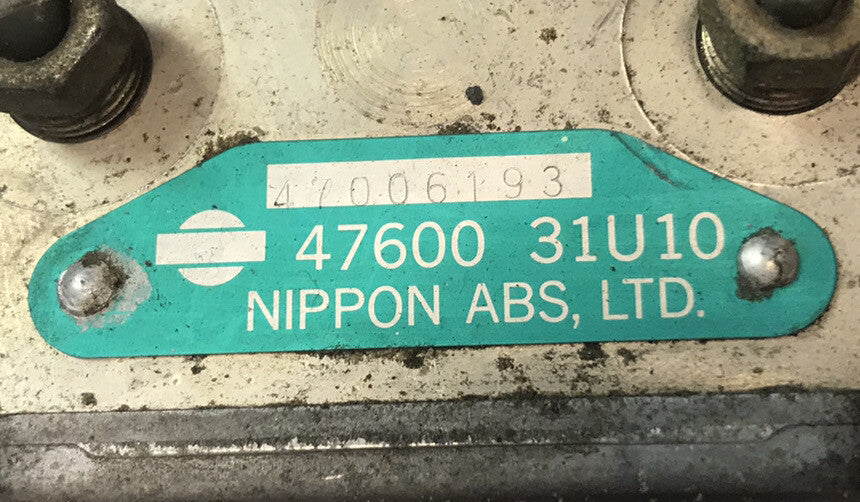 47006193
47600 31U10
NIPPON ABS, LTD.